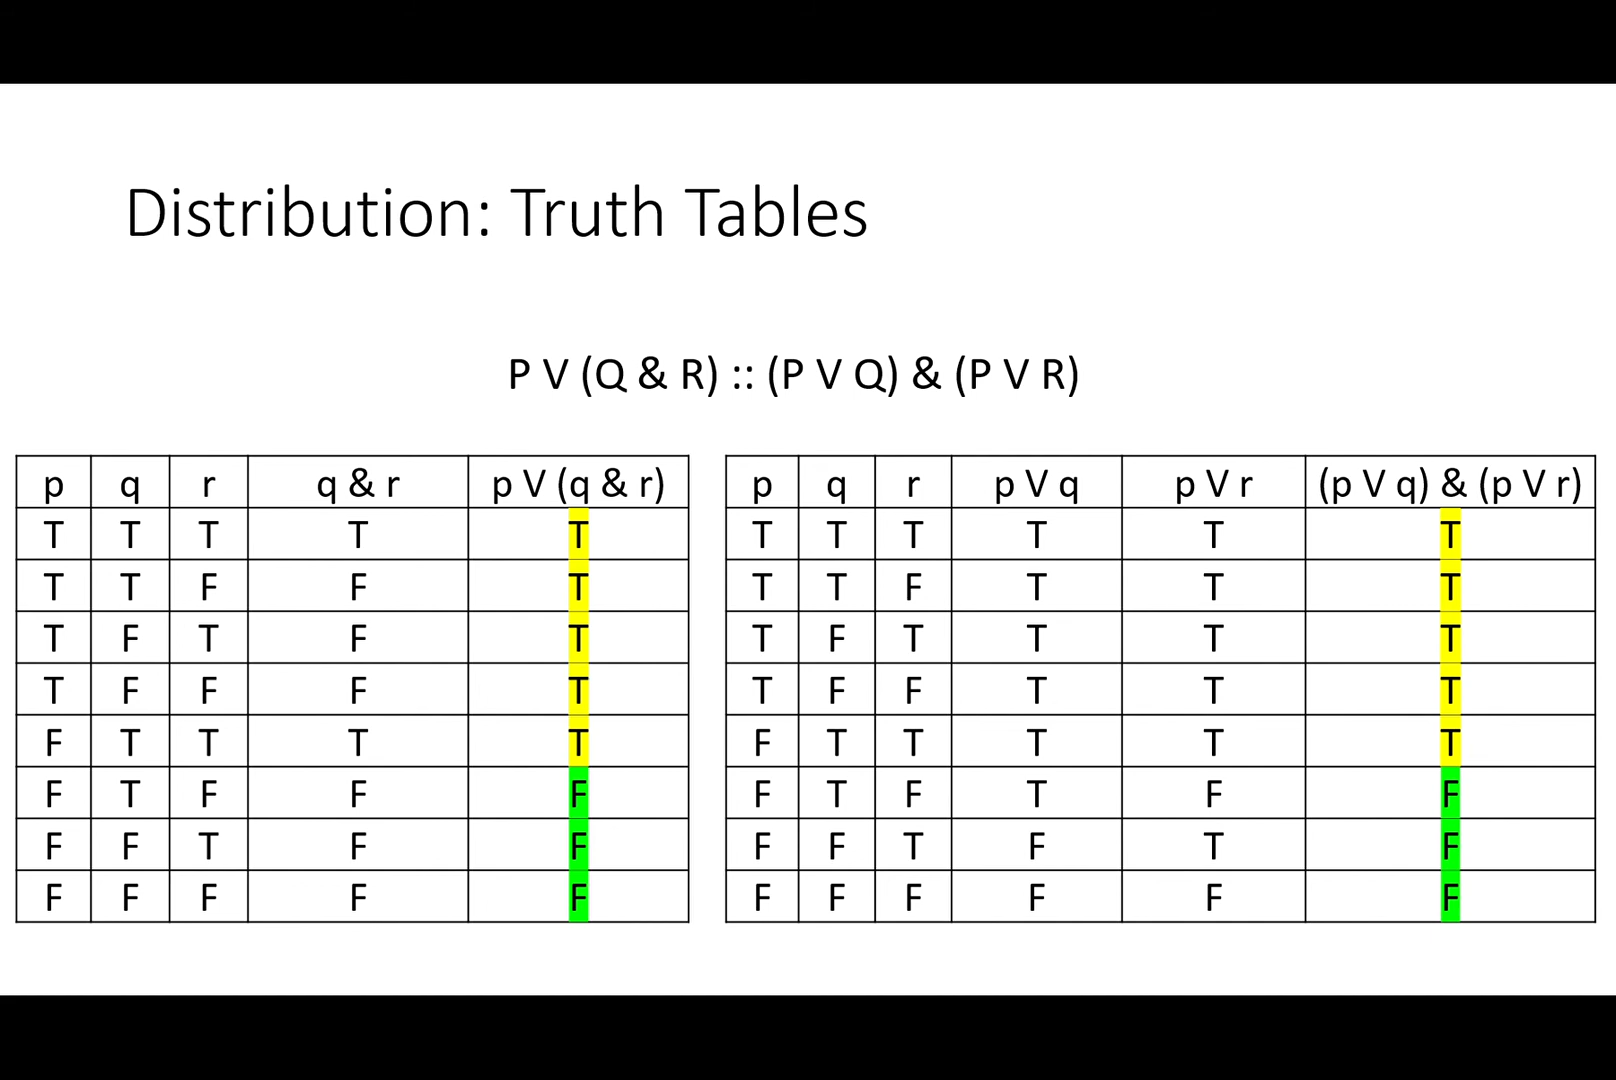 Distribution: Truth Tables
P V (Q & R) :: (P V Q) & (P V R)
p q r q & r p V (q & r)
T T T T T
T T F F T
T F T F T
T F F F T
F T T T T
F T F F F
F F T F F
F F F F F
p q r p V q p V r (p V q) & (p V r)
T T T T T T
T T F T T T
T F T T T T
T F F T T T
F T T T T T
F T F T F F
F F T F T F
F F F F F F